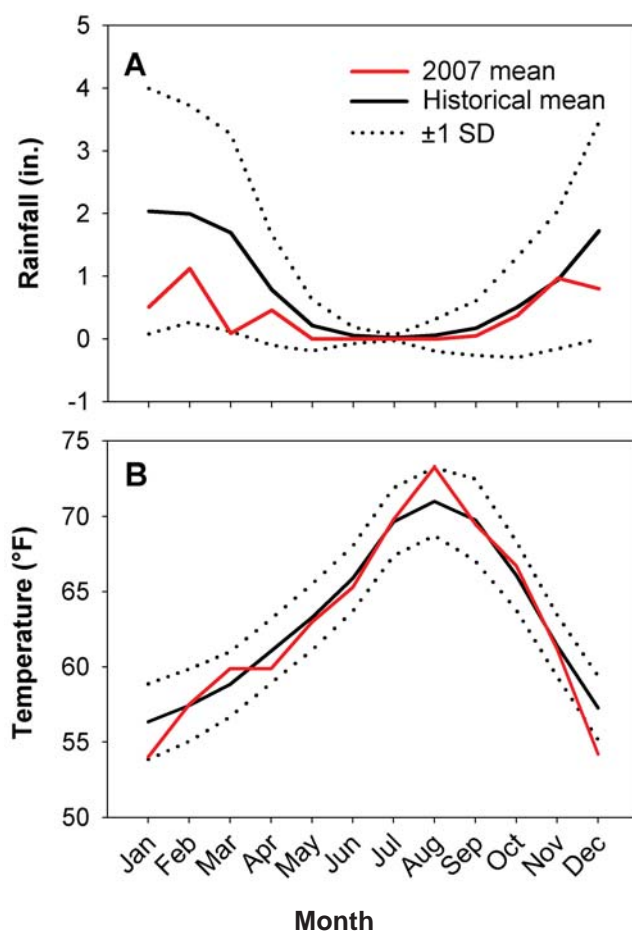 5
4
3
2
1
0
-1
Rainfall (in.)
A
2007 mean
Historical mean
±1 SD
75
70
65
60
55
50
Temperature (°F)
B
Jan
Feb
Mar
Apr
May
Jun
Jul
Aug
Sep
Oct
Nov
Dec
Month